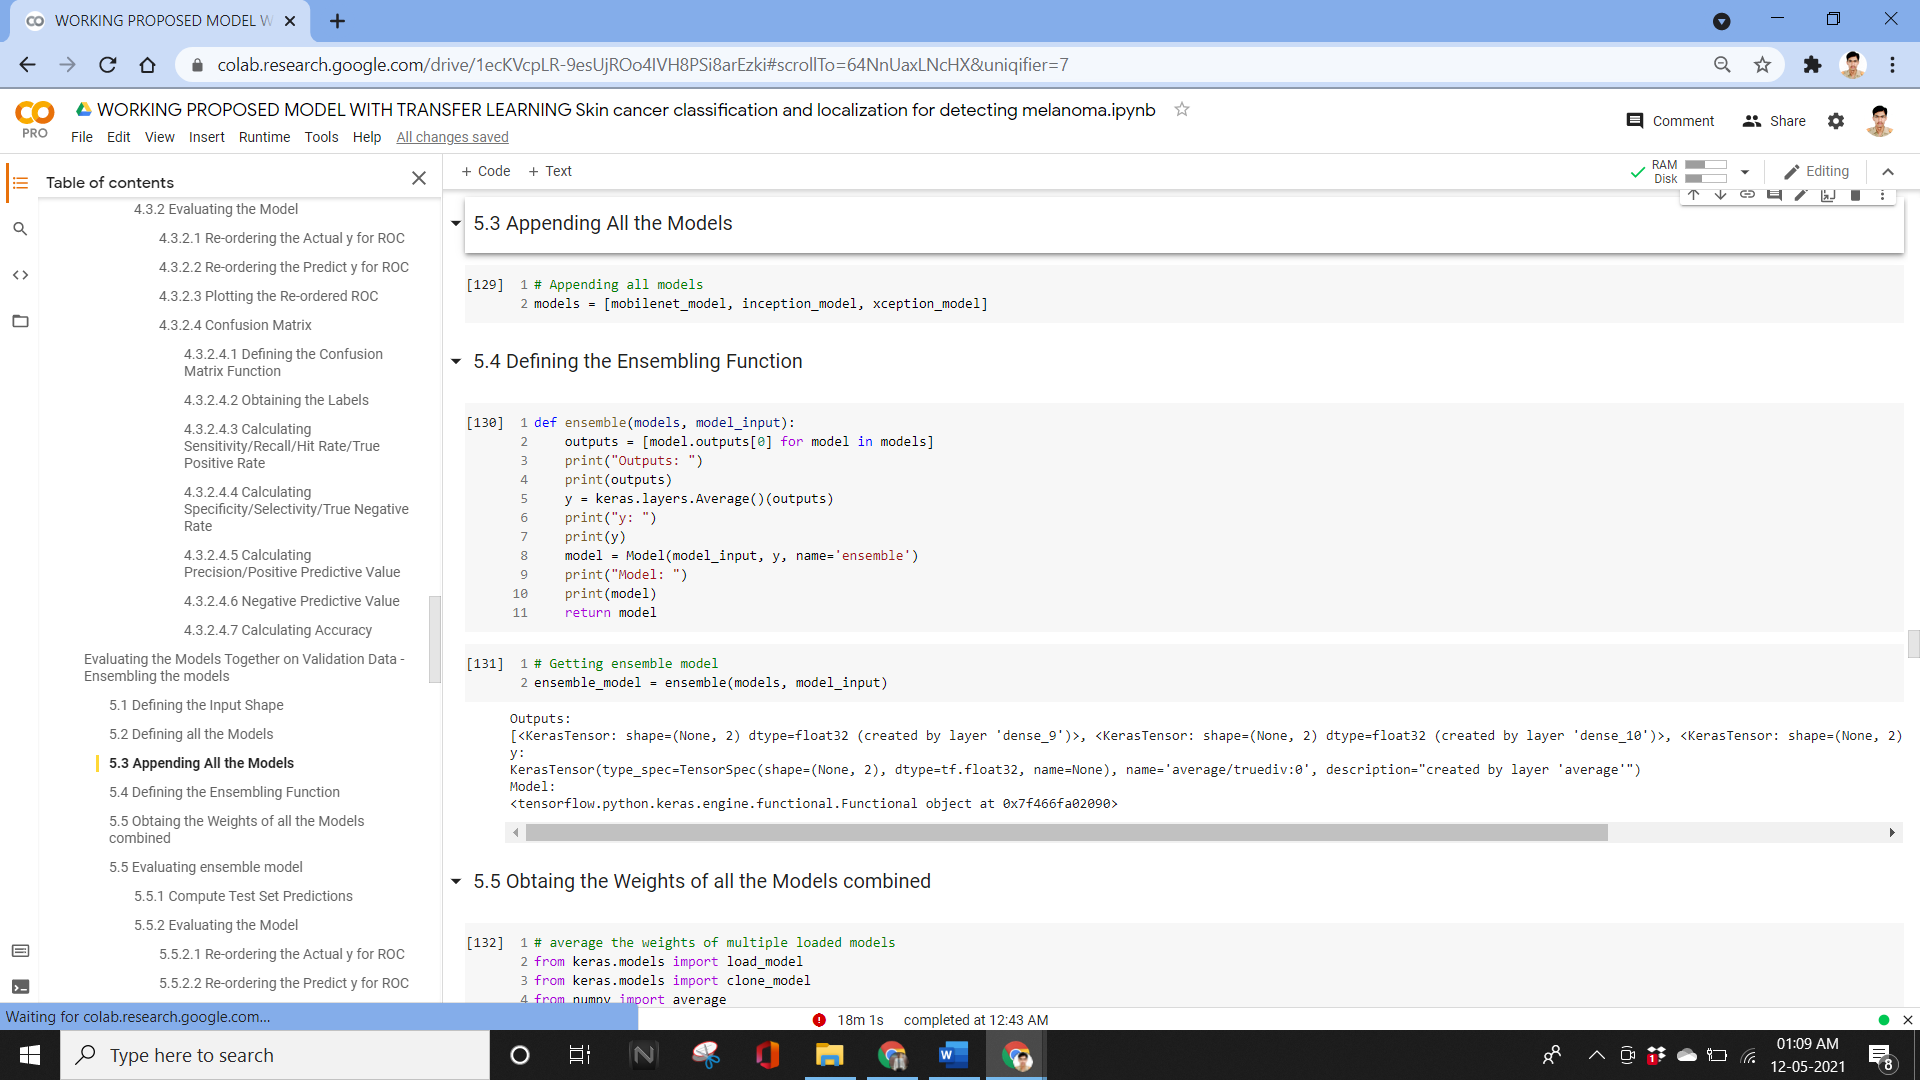 WORKING PROPOSED MODEL W
colab.research.google.com/drive/1ecKVcpLR-9esUjROo4IVH8PSi8arEzki#scrollTo=64NnUaxLNcHX&uniqifier=7
PRO
WORKING PROPOSED MODEL WITH TRANSFER LEARNING Skin cancer classification and localization for detecting melanoma.ipynb
File Edit View Insert Runtime Tools Help All changes saved
Comment Share
+ Code + Text
RAM
Disk
Editing
Table of contents
4.3.2 Evaluating the Model
4.3.2.1 Re-ordering the Actual y for ROC
4.3.2.2 Re-ordering the Predict y for ROC
4.3.2.3 Plotting the Re-ordered ROC
4.3.2.4 Confusion Matrix
4.3.2.4.1 Defining the Confusion
Matrix Function
4.3.2.4.2 Obtaining the Labels
4.3.2.4.3 Calculating
Sensitivity/Recall/Hit Rate/True
Positive Rate
4.3.2.4.4 Calculating
Specificity/Selectivity/True Negative
Rate
4.3.2.4.5 Calculating
Precision/Positive Predictive Value
4.3.2.4.6 Negative Predictive Value
4.3.2.4.7 Calculating Accuracy
Evaluating the Models Together on Validation Data -
Ensembling the models
5.1 Defining the Input Shape
5.2 Defining all the Models
5.3 Appending All the Models
5.4 Defining the Ensembling Function
5.5 Obtaing the Weights of all the Models
combined
5.5 Evaluating ensemble model
5.5.1 Compute Test Set Predictions
5.5.2 Evaluating the Model
5.5.2.1 Re-ordering the Actual y for ROC
5.5.2.2 Re-ordering the Predict y for ROC
5.3 Appending All the Models
[129] 1 # Appending all models
2 models = [mobilenet_model, inception_model, xception_model]
5.4 Defining the Ensembling Function
[130] 1 def ensemble(models, model_input):
2 outputs = [model.outputs[0] for model in models]
3 print("Outputs: ")
4 print(outputs)
5 y = keras.layers.Average()(outputs)
6 print("y: ")
7 print(y)
8 model = Model(model_input, y, name='ensemble')
9 print("Model: ")
10 print(model)
11 return model
[131] 1 # Getting ensemble model
2 ensemble_model = ensemble(models, model_input)
Outputs:
[<KerasTensor: shape=(None, 2) dtype=float32 (created by layer 'dense_9')>, <KerasTensor: shape=(None, 2) dtype=float32 (created by layer 'dense_10')>, <KerasTensor: shape=(None, 2)
y:
KerasTensor(type_spec=TensorSpec(shape=(None, 2), dtype=tf.float32, name=None), name='average/truediv:0', description="created by layer 'average'")
Model:
<tensorflow.python.keras.engine.functional.Functional object at 0x7f466fa02090>
5.5 Obtaing the Weights of all the Models combined
[132] 1 # average the weights of multiple loaded models
2 from keras.models import load_model
3 from keras.models import clone_model
4 from numpy import average
Waiting for colab.research.google.com...
18m 1s completed at 12:43 AM
Type here to search
01:09 AM
12-05-2021
8